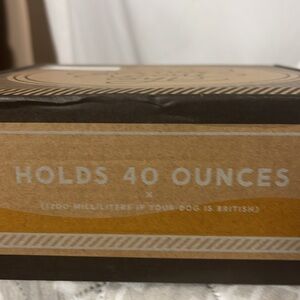 HOLDS 40 OUNCES
x
(1200 MILLILITERS IF YOUR DOG IS BRITISH)